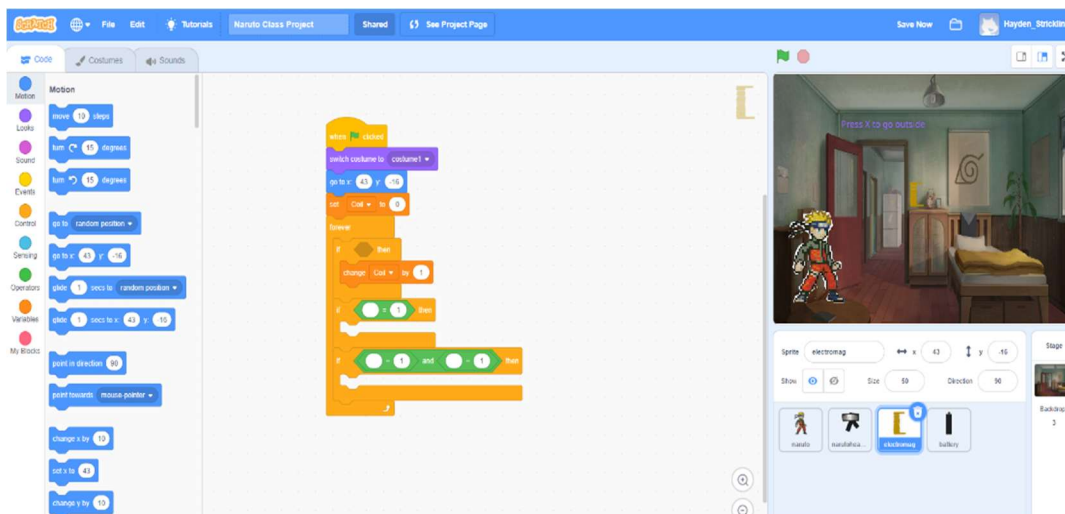 SCRATCH File Edit Tutorials Naruto Class Project Shared See Project Page Save Now Hayden_Stricklin
Code Costumes Sounds
Motion
Looks
Sound
Events
Control
Sensing
Operators
Variables
My Blocks
Motion
move 10 steps
turn 15 degrees
turn 15 degrees
go to random position
go to x: 43 y: -16
glide 1 secs to random position
glide 1 secs to x: 43 y: -16
point in direction 90
point towards mouse-pointer
change x by 10
set x to 43
change y by 10
when clicked
switch costume to costume1
go to x: 43 y: -16
set Coil to 0
forever
if then
change Coil by 1
if = 1 then
if = 1 and = 1 then
Press X to go outside
Sprite electromag x 43 y -16
Show Size 50 Direction 90
naruto narutohea... electromag battery
Stage
Backdrop
3